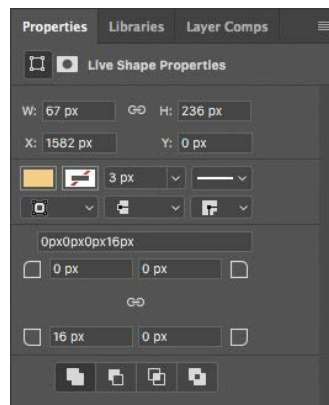 Properties Libraries Layer Comps
Live Shape Properties
W: 67 px H: 236 px
X: 1582 px Y: 0 px
3 px
0px0px0px16px
0 px 0 px
16 px 0 px